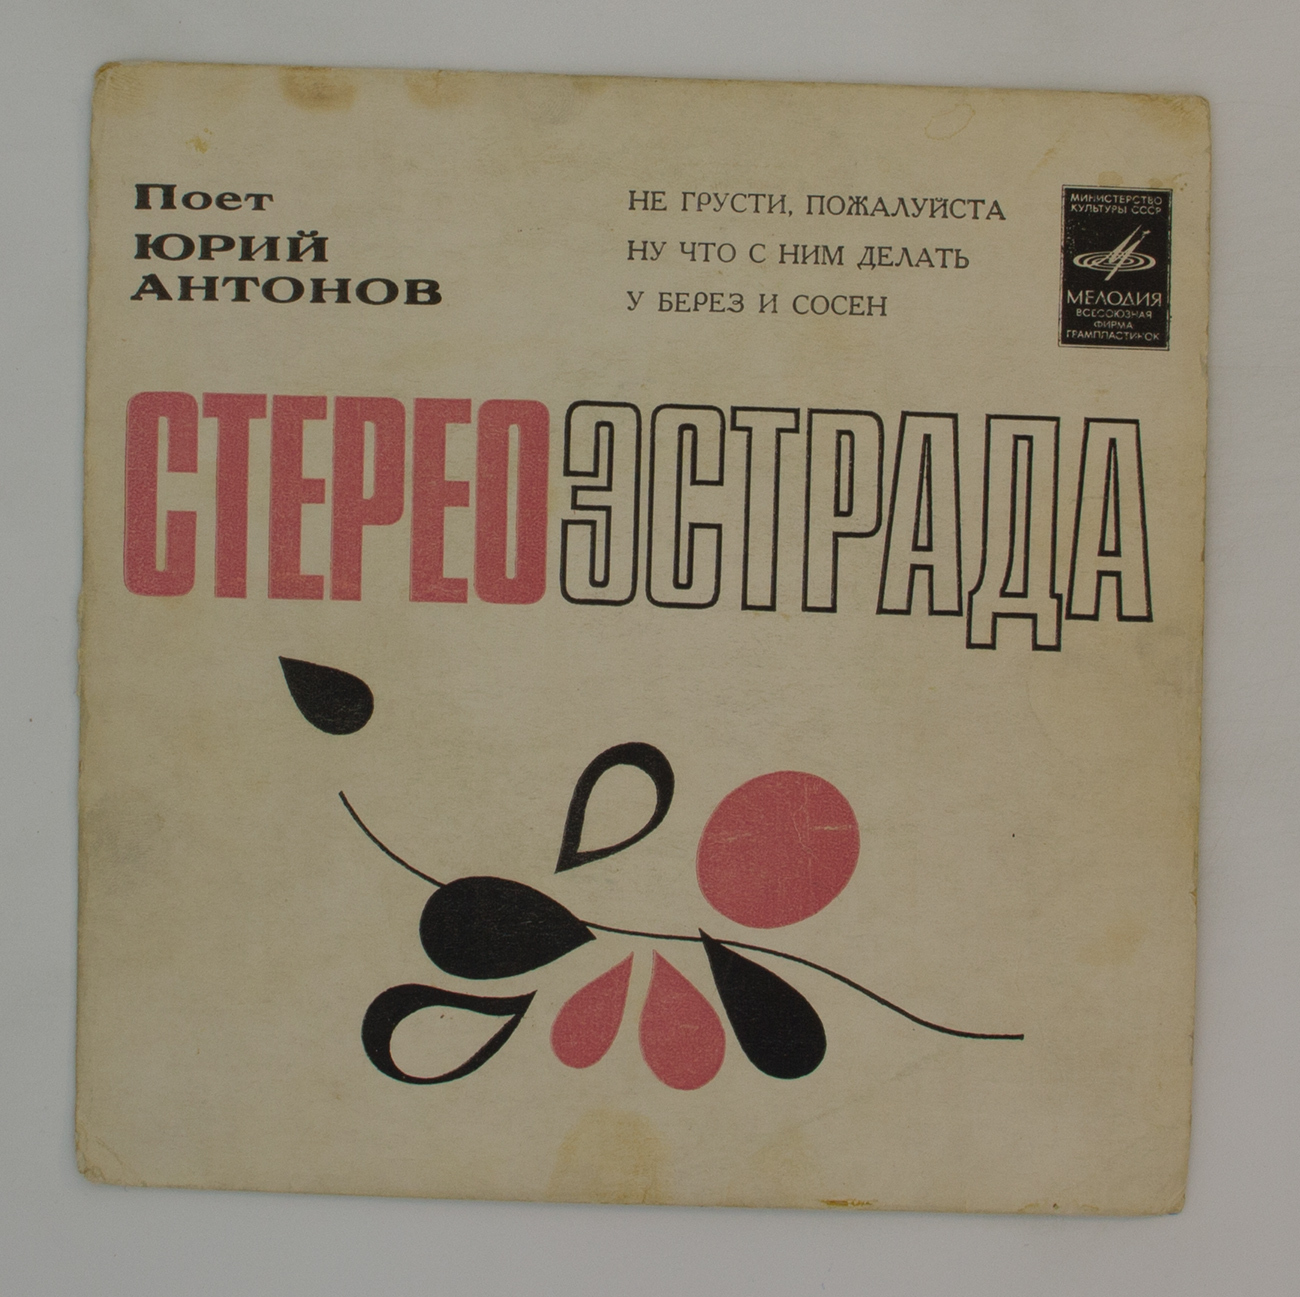 Поет
ЮРИЙ
АНТОНОВ
НЕ ГРУСТИ, ПОЖАЛУЙСТА
НУ ЧТО С НИМ ДЕЛАТЬ
У БЕРЕЗ И СОСЕН
МИНИСТЕРСТВО
КУЛЬТУРЫ СССР
МЕЛОДИЯ
ВСЕСОЮЗНАЯ
ФИРМА
ГРАМПЛАСТИНОК
СТЕРЕОЭСТРАДА